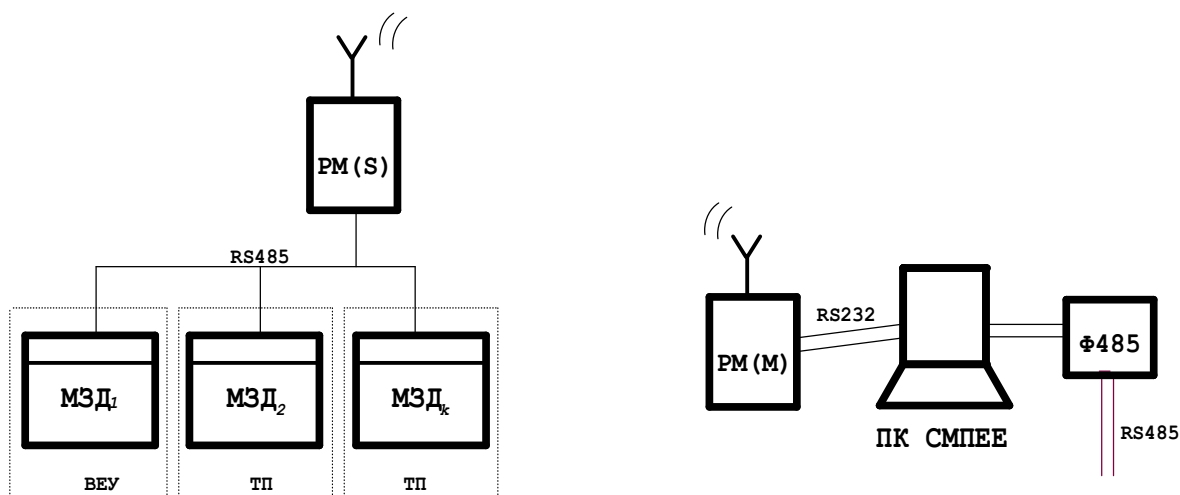 РМ(S)
RS485
МЗД1
МЗД2
МЗДk
ВЕУ
ТП
ТП
РМ(М)
RS232
ПК СМПЕЕ
Ф485
RS485